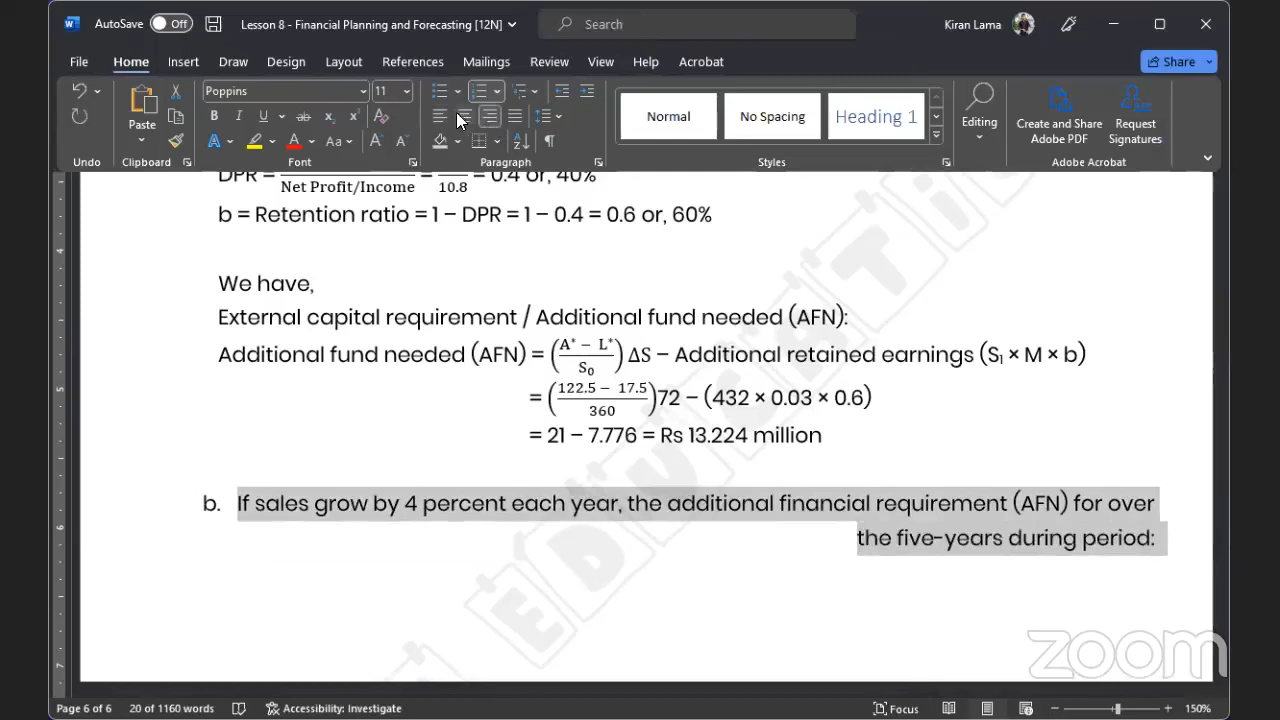 AutoSave Off Lesson 8 - Financial Planning and Forecasting [12N] Search Kiran Lama
File Home Insert Draw Design Layout References Mailings Review View Help Acrobat Share
Poppins 11
Paste
B I U ab x₂ x² A
A A Aa A A
Normal No Spacing Heading 1
Editing
Create and Share Adobe PDF
Request Signatures
Undo Clipboard Font Paragraph Styles Adobe Acrobat
DPR = Net Profit/Income = 10.8 = 0.4 or, 40%
b = Retention ratio = 1 – DPR = 1 – 0.4 = 0.6 or, 60%
We have,
External capital requirement / Additional fund needed (AFN):
Additional fund needed (AFN) = ((A* − L*)/S₀) ΔS – Additional retained earnings (S₁ × M × b)
= ((122.5 − 17.5)/360)72 – (432 × 0.03 × 0.6)
= 21 – 7.776 = Rs 13.224 million
b. If sales grow by 4 percent each year, the additional financial requirement (AFN) for over
the five-years during period:
zoom
Page 6 of 6 20 of 1160 words Accessibility: Investigate Focus 150%